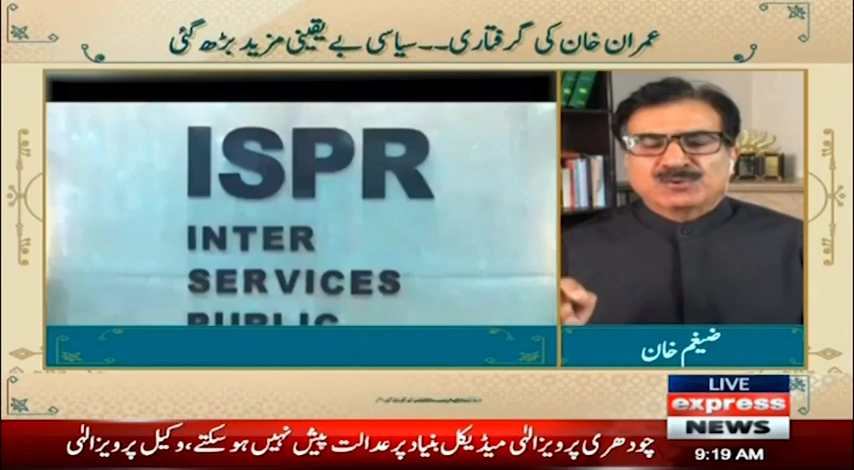 عمران خان کی گرفتاری۔۔۔سیاسی بے یقینی مزید بڑھ گئی
ISPR
INTER
SERVICES
PUBLIC
ضیغم خان
LIVE
express
NEWS
9:19 AM
چودھری پرویز الٰہی میڈیکل بنیاد پر عدالت پیش نہیں ہو سکتے، وکیل پرویز الٰہی